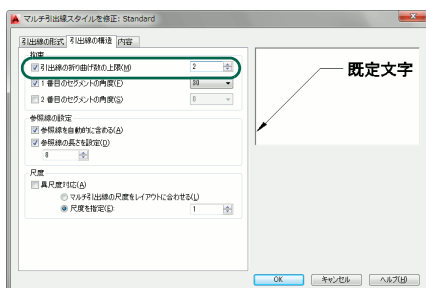 マルチ引出線スタイルを修正: Standard
引出線の形式 引出線の構造 内容
拘束
引出線の折り曲げ数の上限(M) 2
1 番目のセグメントの角度(F) 30
2 番目のセグメントの角度(S) 0
参照線の設定
参照線を自動的に含める(A)
参照線の長さを設定(D)
8
尺度
異尺度対応(A)
マルチ引出線の尺度をレイアウトに合わせる(L)
尺度を指定(E): 1
既定文字
OK キャンセル ヘルプ(H)